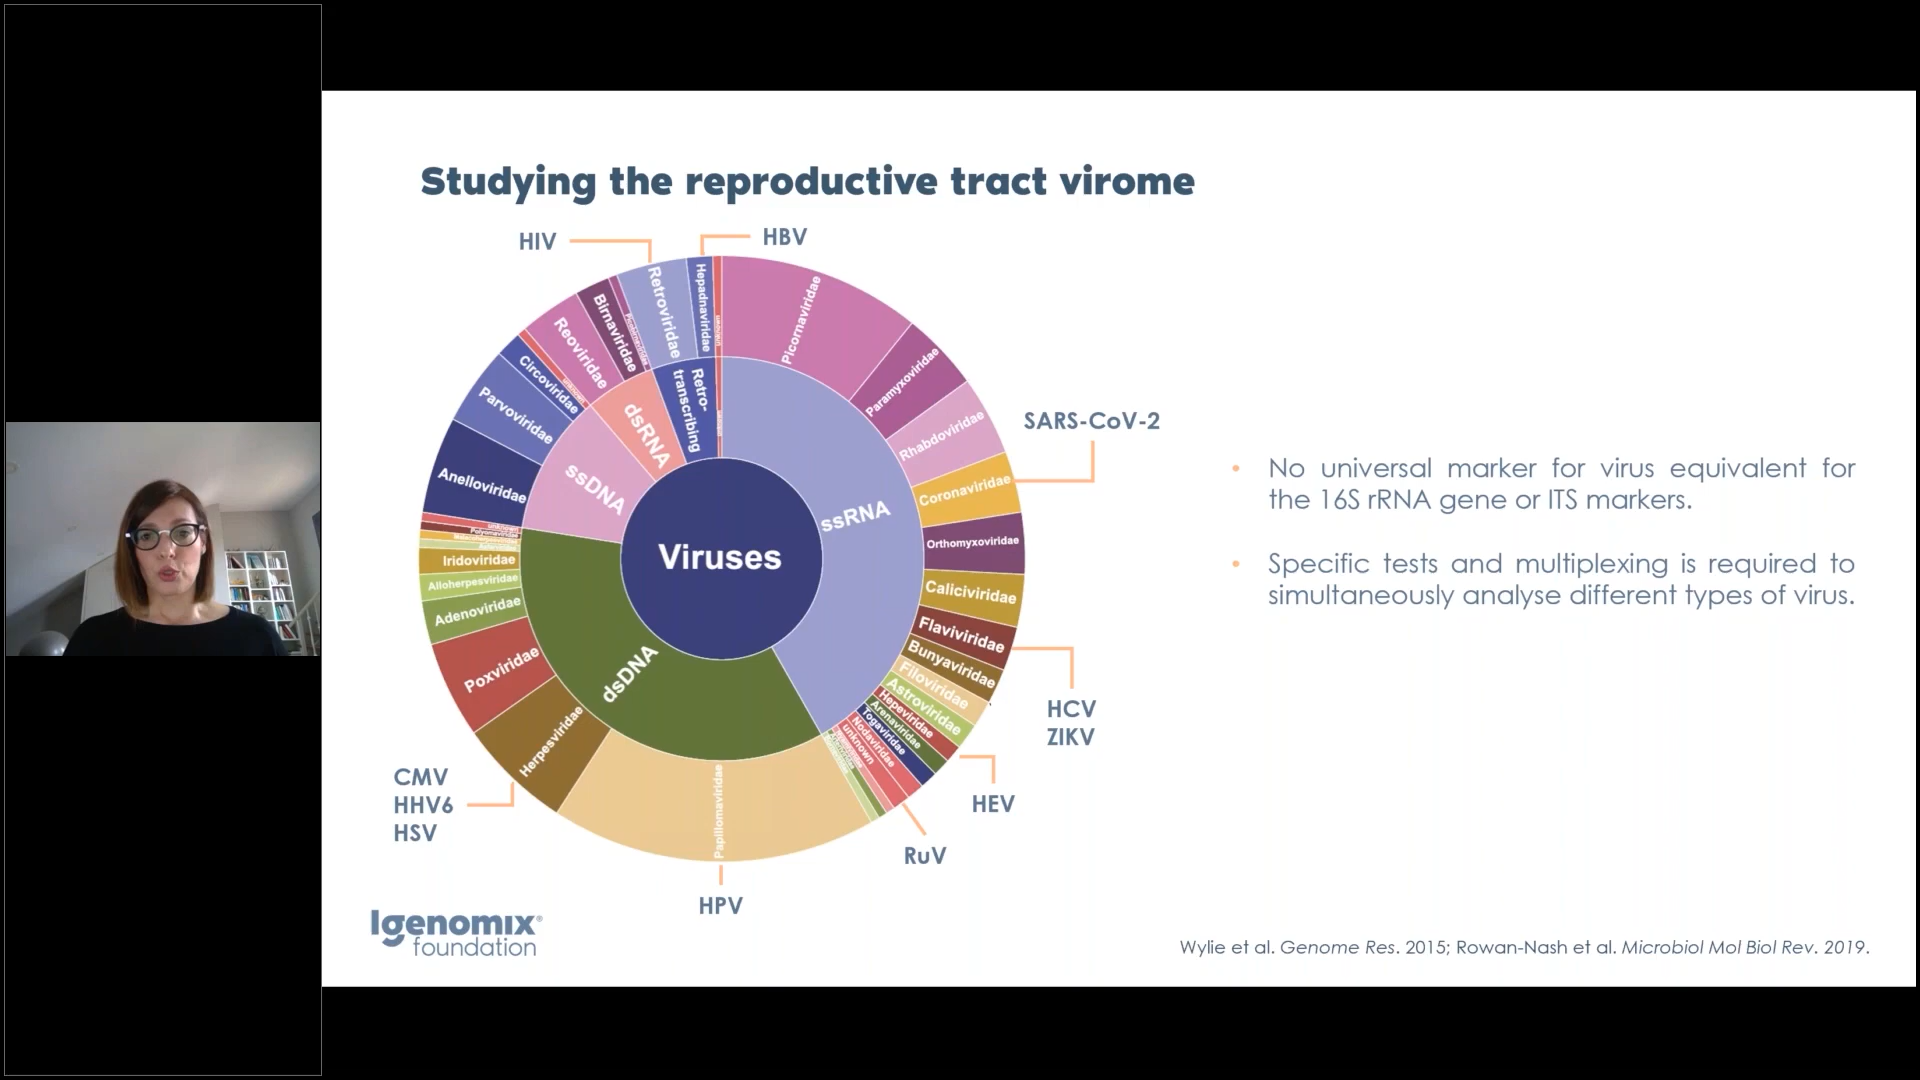 Studying the reproductive tract virome
HIV
HBV
SARS-CoV-2
HCV
ZIKV
HEV
RuV
HPV
CMV
HHV6
HSV
Viruses
ssRNA
dsDNA
ssDNA
dsRNA
Retro-
transcribing
Picornaviridae
Paramyxoviridae
Rhabdoviridae
Coronaviridae
Orthomyxoviridae
Caliciviridae
Flaviviridae
Bunyaviridae
Filoviridae
Astroviridae
Hepeviridae
Arenaviridae
Togaviridae
Nodaviridae
unknown
Papillomaviridae
Herpesviridae
Poxviridae
Adenoviridae
Alloherpesviridae
Iridoviridae
Polyomaviridae
unknown
Anelloviridae
Parvoviridae
Circoviridae
unknown
Reoviridae
Birnaviridae
Retroviridae
Hepadnaviridae
unknown
• No universal marker for virus equivalent for
the 16S rRNA gene or ITS markers.
• Specific tests and multiplexing is required to
simultaneously analyse different types of virus.
Igenomix®
foundation
Wylie et al. Genome Res. 2015; Rowan-Nash et al. Microbiol Mol Biol Rev. 2019.